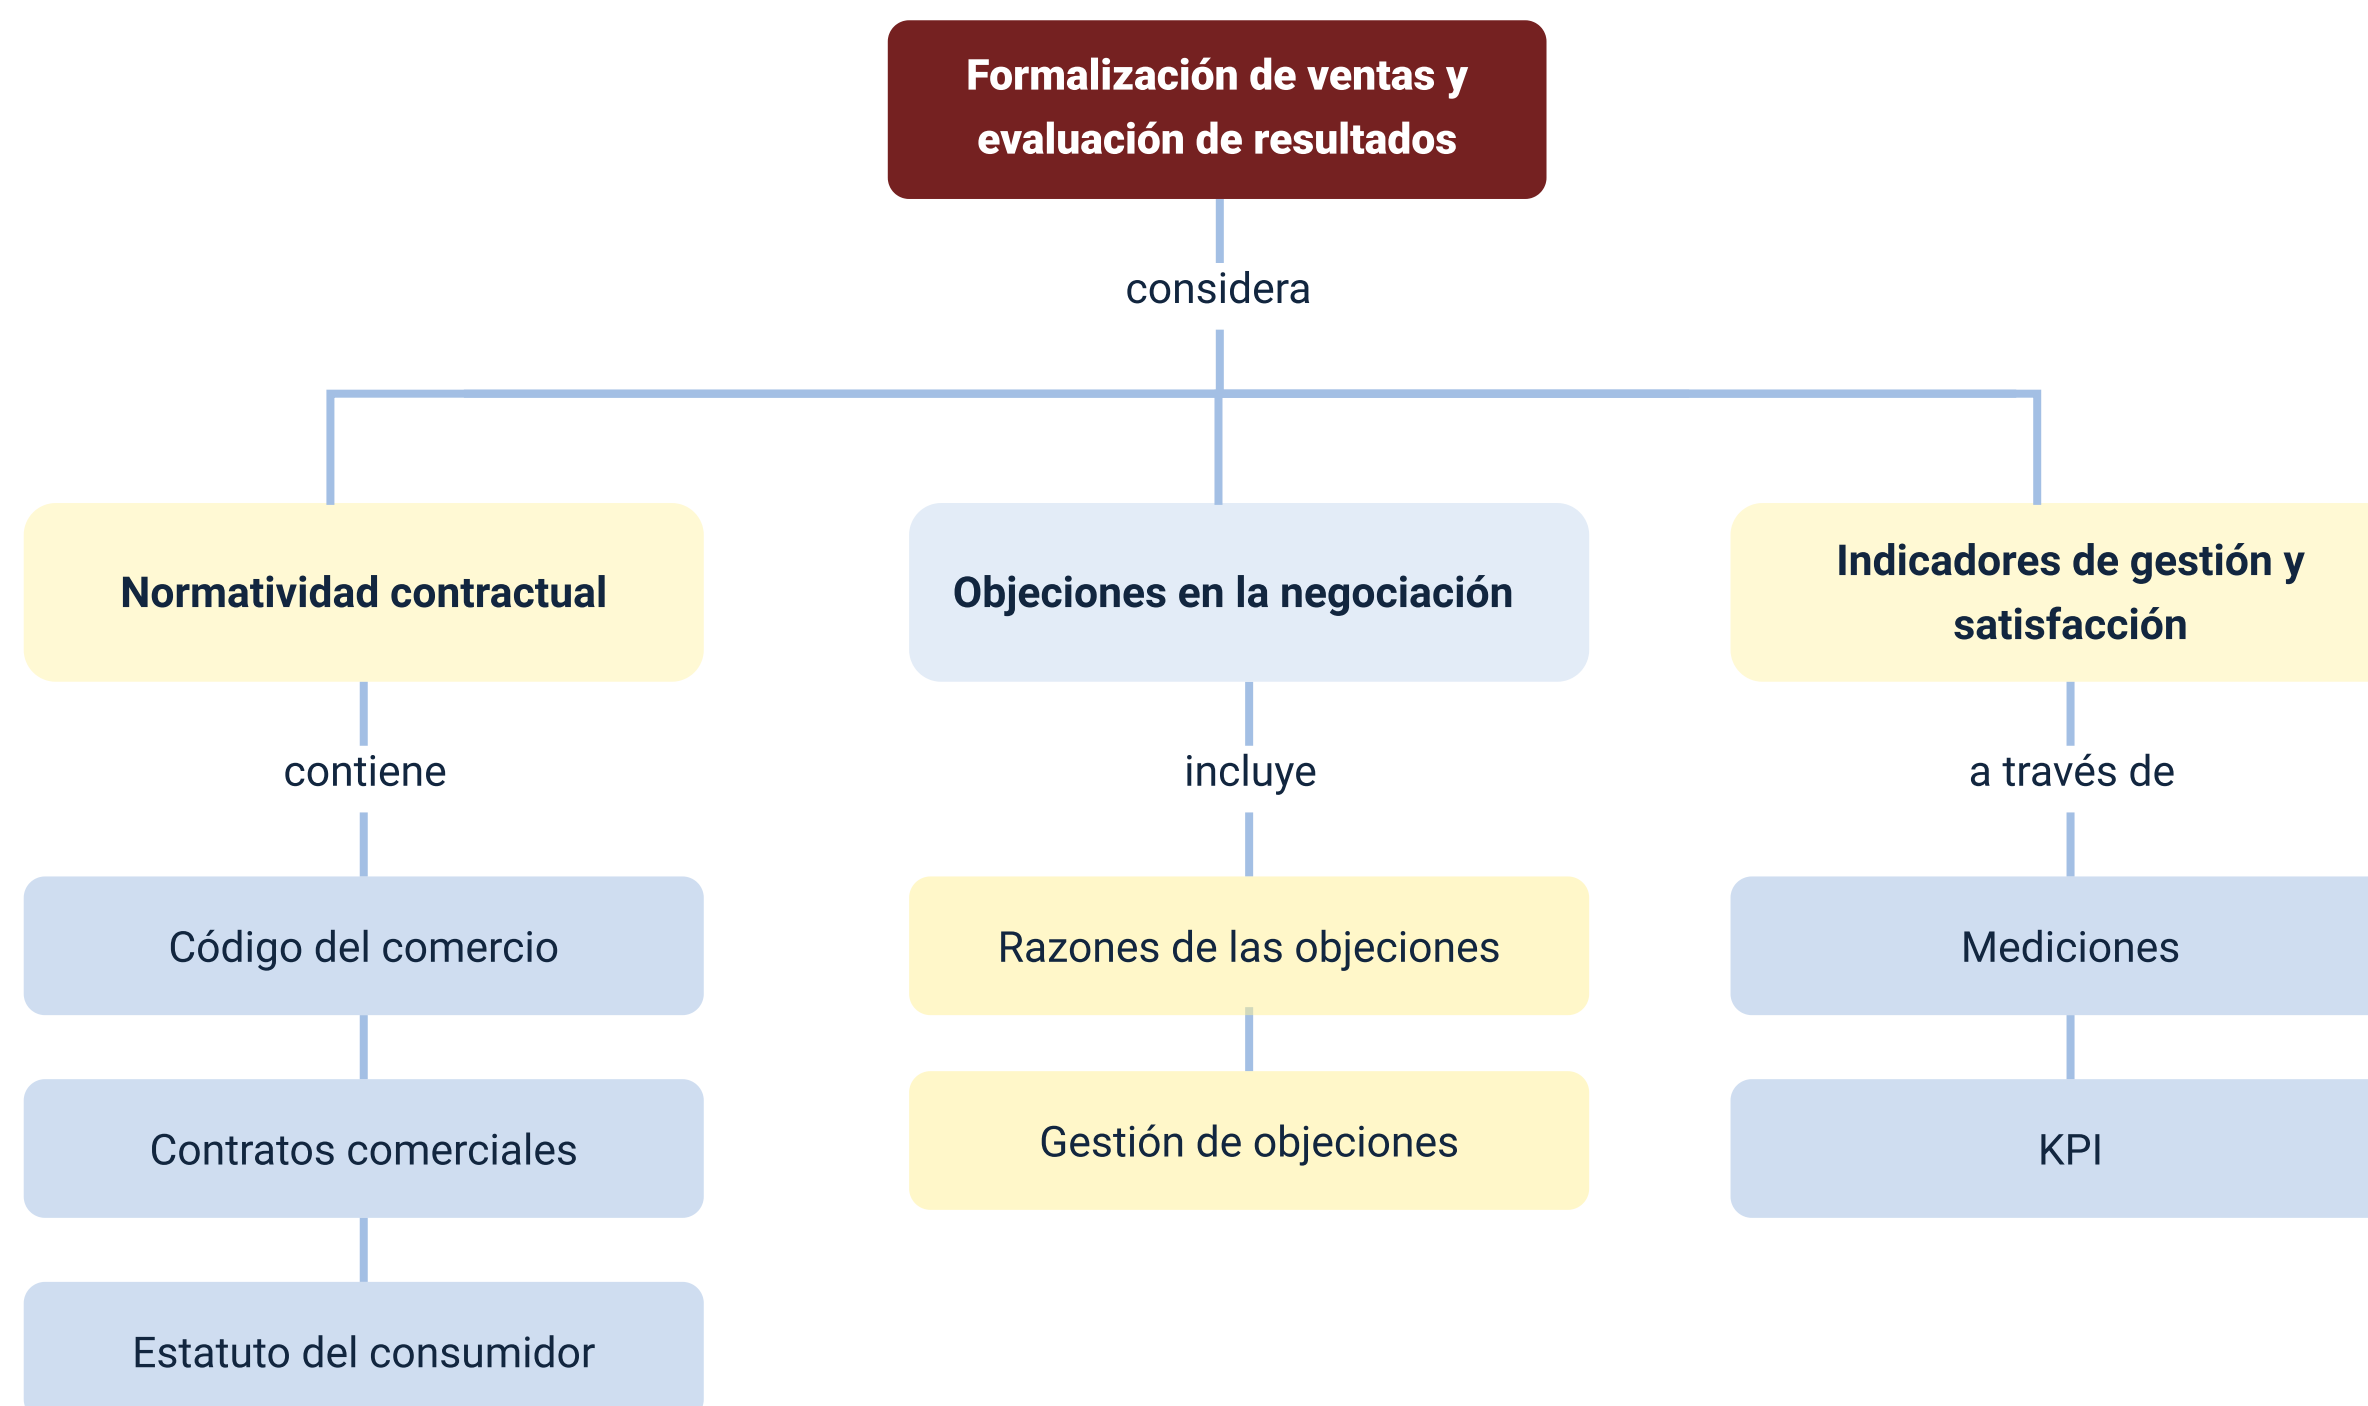 Formalización de ventas y
evaluación de resultados
considera
Normatividad contractual
Objeciones en la negociación
Indicadores de gestión y
satisfacción
contiene
incluye
a través de
Código del comercio
Razones de las objeciones
Mediciones
Contratos comerciales
Gestión de objeciones
KPI
Estatuto del consumidor